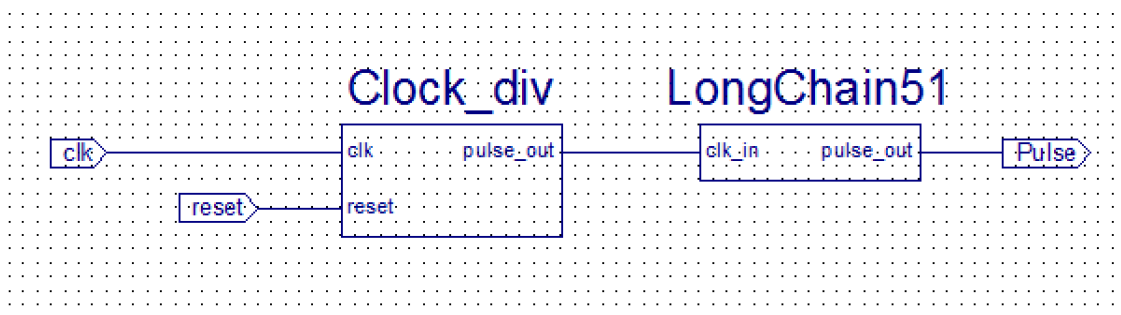 Clock_div LongChain51
clk clk pulse_out clk_in pulse_out Pulse
reset reset